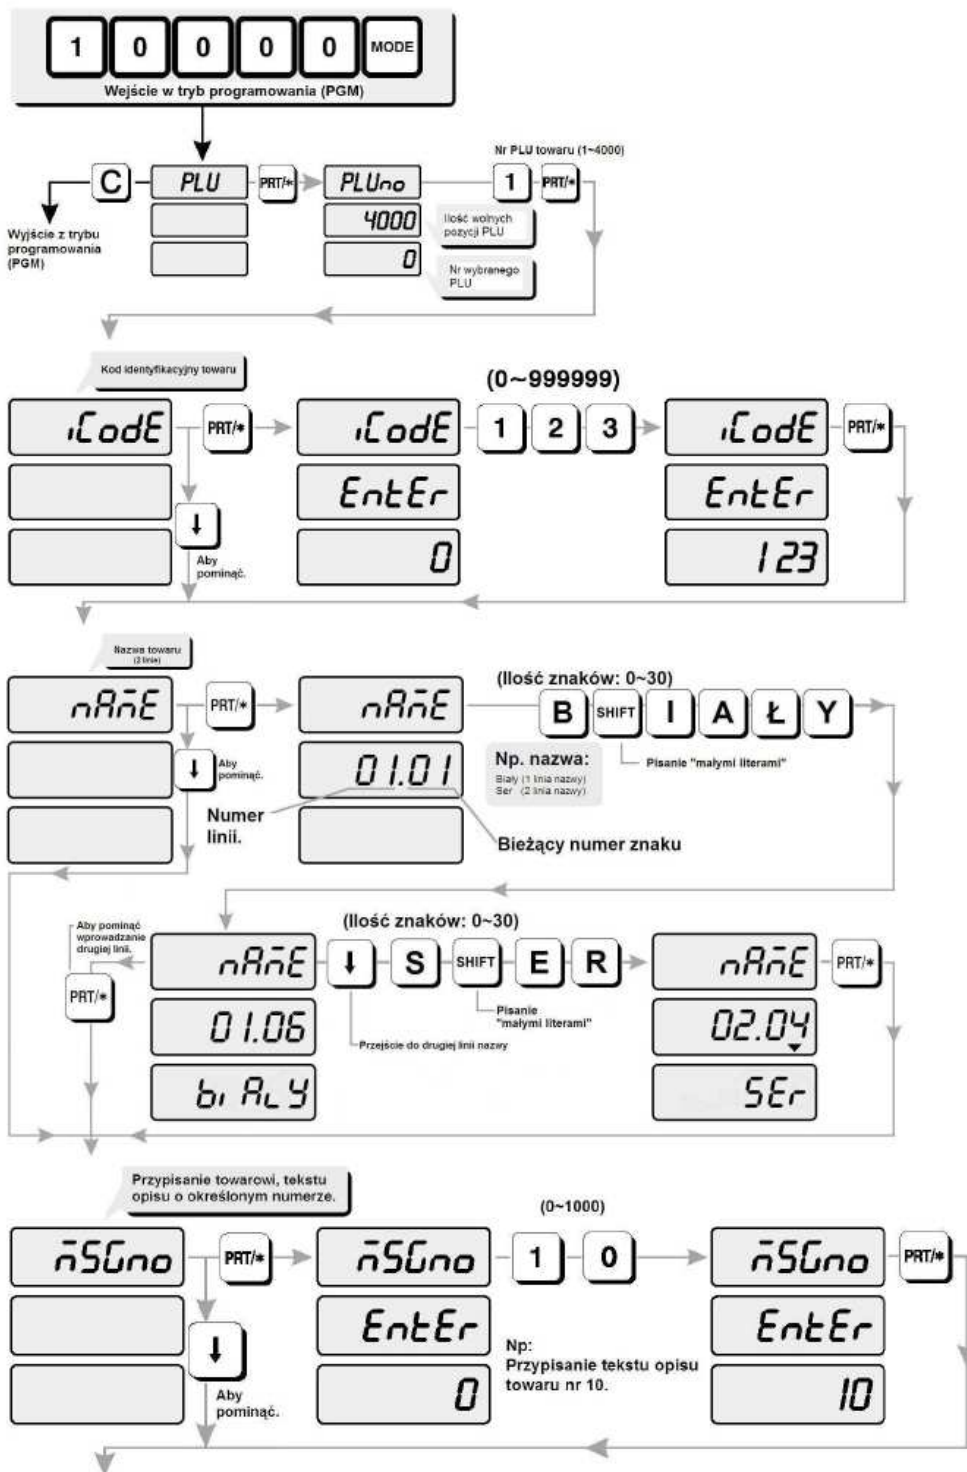 1 0 0 0 0 MODE
Wejście w tryb programowania (PGM)
Nr PLU towaru (1~4000)
C PLU PRT/* PLUno 1 PRT/*
4000 Ilość wolnych
pozycji PLU
Wyjście z trybu
programowania
(PGM)
0 Nr wybranego
PLU
Kod identyfikacyjny towaru
(0~999999)
iCodE PRT/* iCodE 1 2 3 iCodE PRT/*
EntEr EntEr
↓
Aby
pominąć.
0 123
Nazwa towaru
(2 linie)
(Ilość znaków: 0~30)
nAmE PRT/* nAmE B SHIFT I A Ł Y
Pisanie "małymi literami"
↓ Aby
pominąć.
01.01
Np. nazwa:
Biały (1 linia nazwy)
Ser (2 linia nazwy)
Numer
linii.
Bieżący numer znaku
Aby pominąć
wprowadzanie
drugiej linii.
(Ilość znaków: 0~30)
PRT/* nAmE ↓ S SHIFT E R nAmE PRT/*
Pisanie
"małymi literami"
Przejście do drugiej linii nazwy
01.06 02.04
bi ALY SEr
Przypisanie towarowi, tekstu
opisu o określonym numerze.
(0~1000)
mSGno PRT/* mSGno 1 0 mSGno PRT/*
EntEr EntEr
↓
Aby
pominąć.
Np:
Przypisanie tekstu opisu
towaru nr 10.
0 10